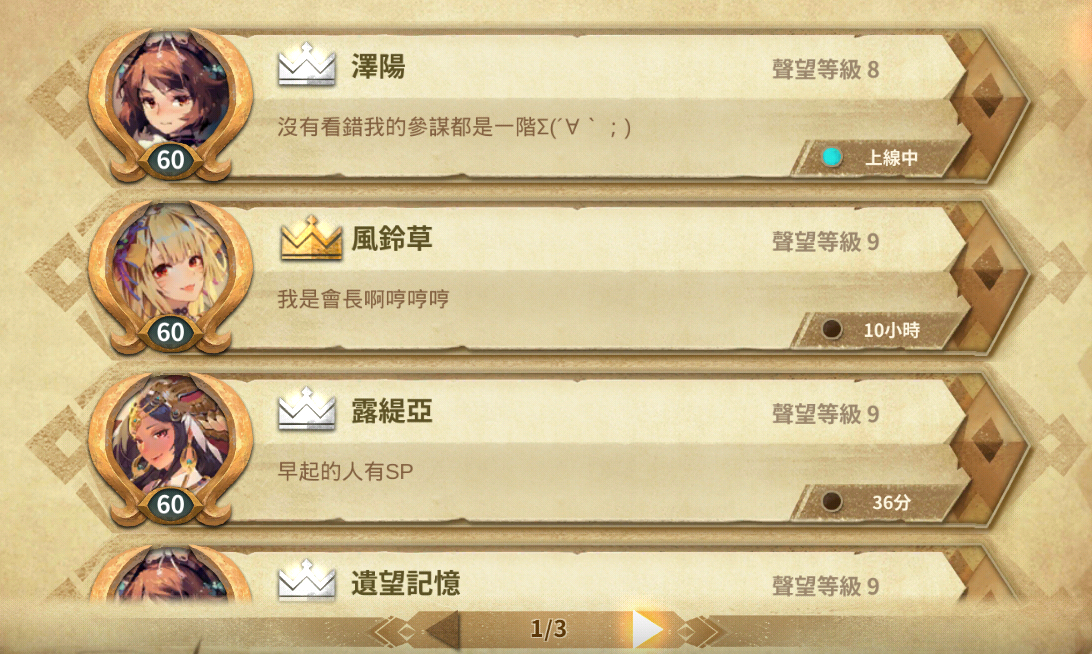 澤陽
聲望等級 8
沒有看錯我的參謀都是一階Σ(´∀｀；)
上線中
60
風鈴草
聲望等級 9
我是會長啊哼哼哼
10小時
60
露緹亞
聲望等級 9
早起的人有SP
36分
60
遺望記憶
聲望等級 9
1/3